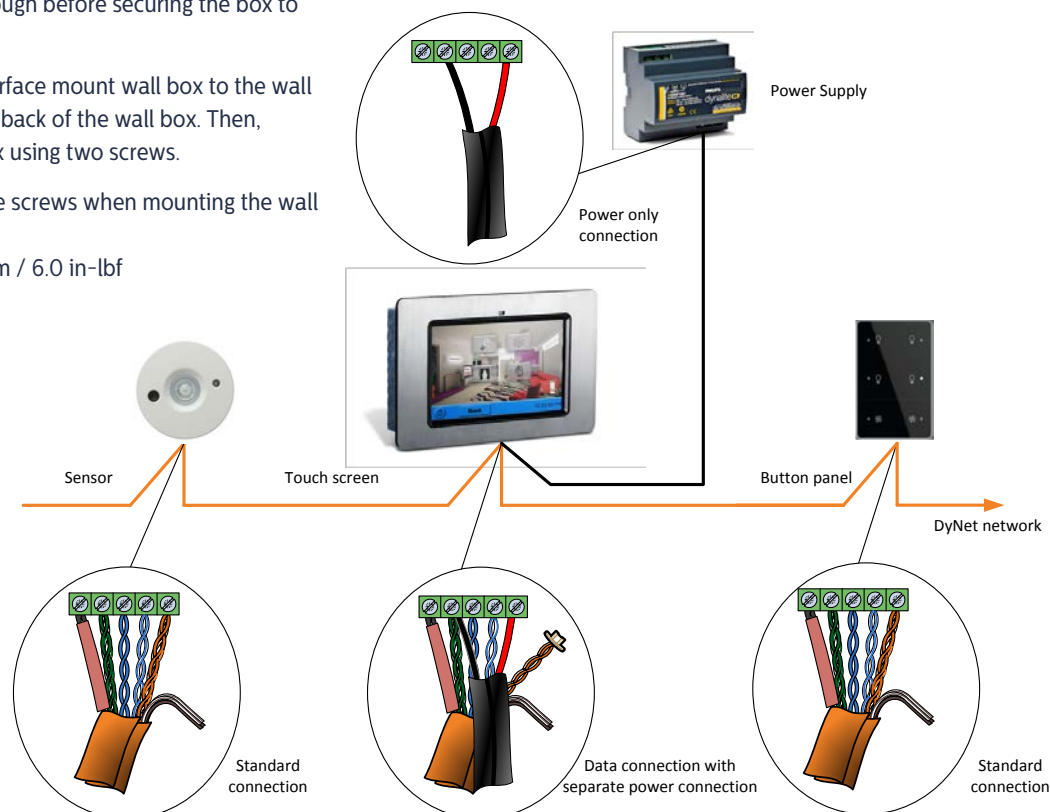 ough before securing the box to
rface mount wall box to the wall
back of the wall box. Then,
x using two screws.
e screws when mounting the wall
m / 6.0 in-lbf
Power Supply
PHILIPS
dynalite
Power only
connection
Sensor
Touch screen
Button panel
DyNet network
Standard
connection
Data connection with
separate power connection
Standard
connection